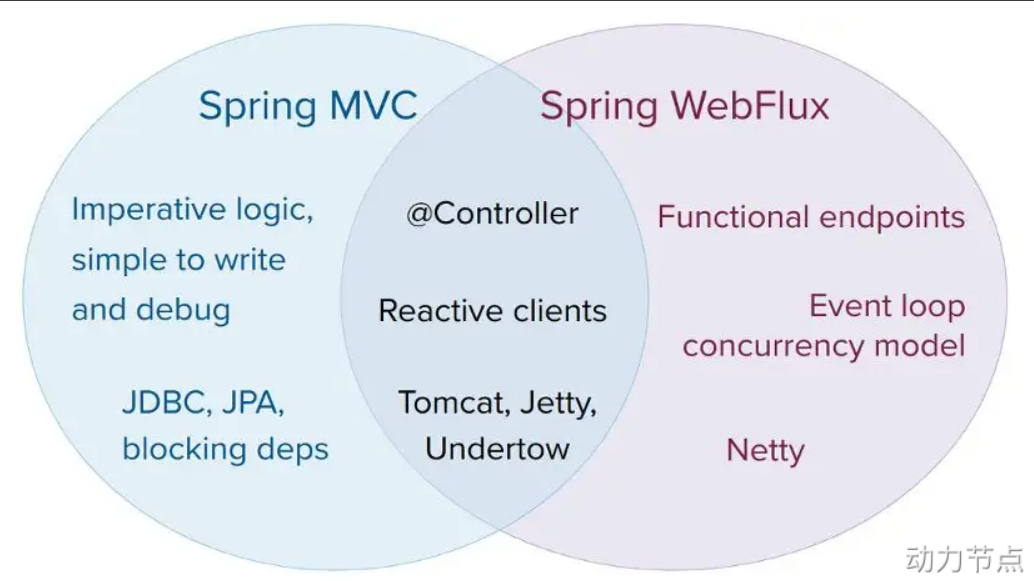 Spring MVC
Spring WebFlux
Imperative logic,
simple to write
and debug
JDBC, JPA,
blocking deps
@Controller
Reactive clients
Tomcat, Jetty,
Undertow
Functional endpoints
Event loop
concurrency model
Netty
动力节点